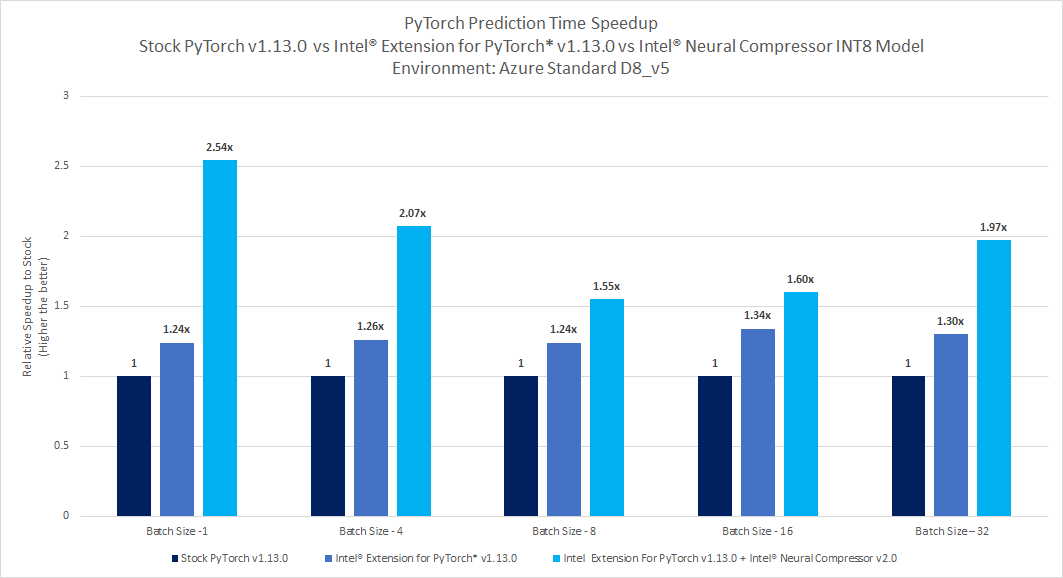 PyTorch Prediction Time Speedup
Stock PyTorch v1.13.0 vs Intel® Extension for PyTorch* v1.13.0 vs Intel® Neural Compressor INT8 Model
Environment: Azure Standard D8_v5
Relative Speedup to Stock
(Higher the better)
3
2.5
2
1.5
1
0.5
0
1
1.24x
2.54x
1
1.26x
2.07x
1
1.24x
1.55x
1
1.34x
1.60x
1
1.30x
1.97x
Batch Size -1
Batch Size - 4
Batch Size - 8
Batch Size - 16
Batch Size – 32
Stock PyTorch v1.13.0
Intel® Extension for PyTorch* v1.13.0
Intel Extension For PyTorch v1.13.0 + Intel® Neural Compressor v2.0